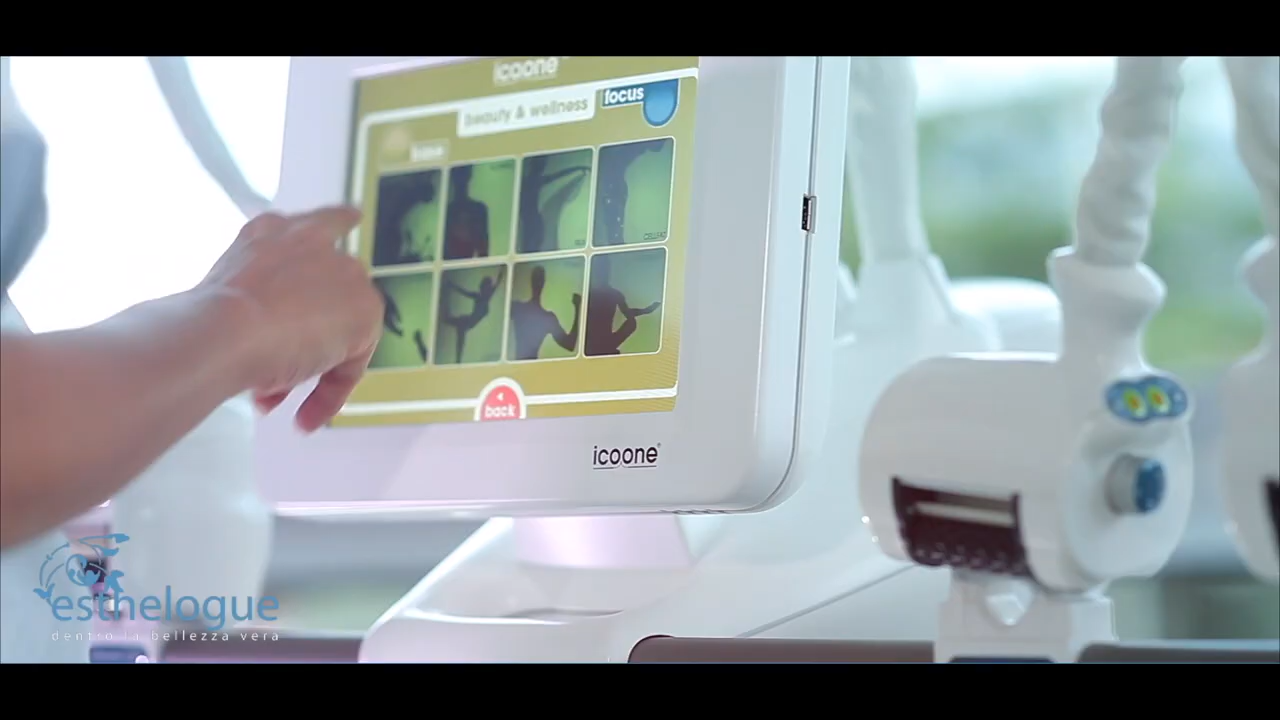 icoone
beauty & wellness
focus
back
icoone®
esthelogue
dentro la bellezza vera